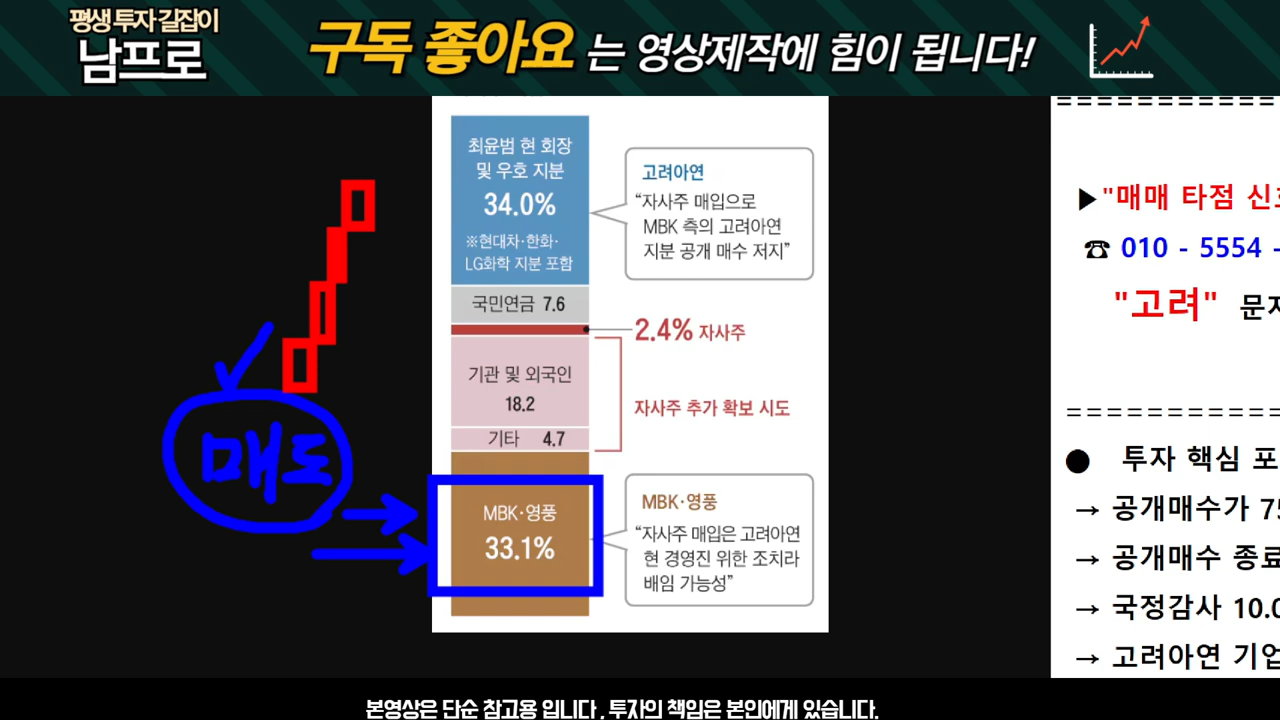 평생 투자 길잡이
남프로
구독 좋아요 는 영상제작에 힘이 됩니다!
최윤범 현 회장
및 우호 지분
34.0%
※현대차·한화·
LG화학 지분 포함
고려아연
“자사주 매입으로
MBK 측의 고려아연
지분 공개 매수 저지”
국민연금 7.6
2.4% 자사주
기관 및 외국인
18.2
자사주 추가 확보 시도
기타 4.7
MBK·영풍
33.1%
MBK·영풍
“자사주 매입은 고려아연
현 경영진 위한 조치라
배임 가능성”
매도
=============
▶"매매 타점 신
☎ 010 - 5554 -
"고려" 문자
=============
● 투자 핵심 포
→ 공개매수가 75
→ 공개매수 종료
→ 국정감사 10.0
→ 고려아연 기업
본영상은 단순 참고용 입니다 , 투자의 책임은 본인에게 있습니다.